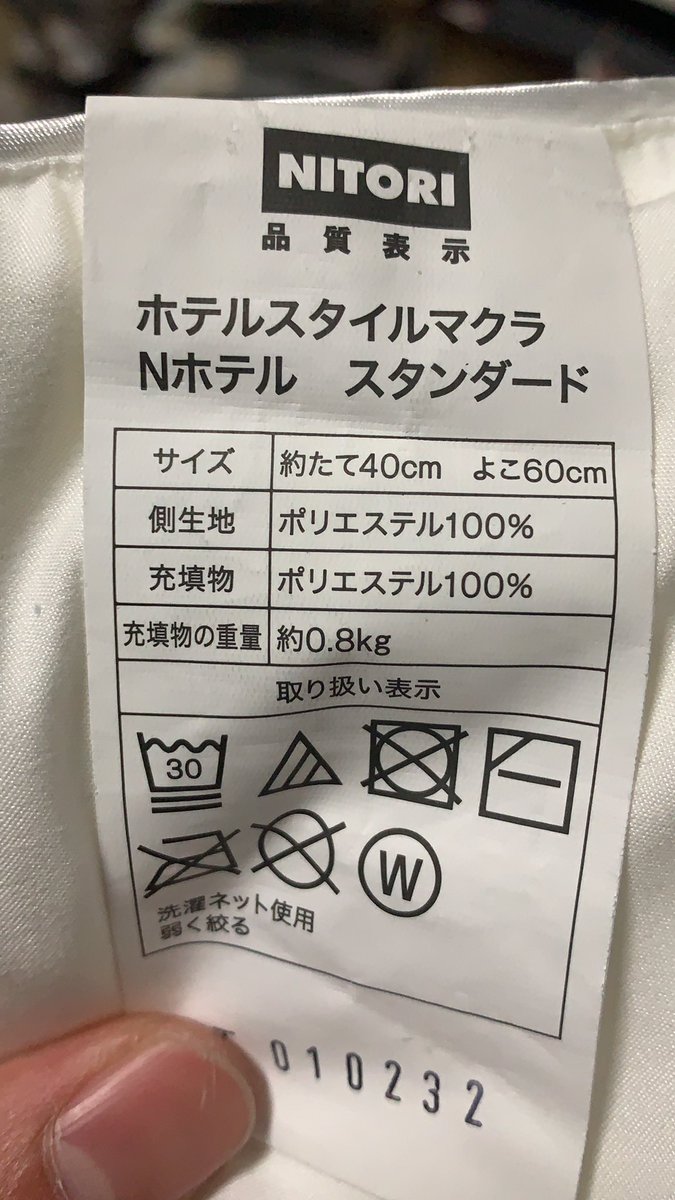 NITORI
品質表示
ホテルスタイルマクラ
Nホテル　スタンダード
サイズ 約たて40cm　よこ60cm
側生地 ポリエステル100%
充填物 ポリエステル100%
充填物の重量 約0.8kg
取り扱い表示
30
W
洗濯ネット使用
弱く絞る
010232